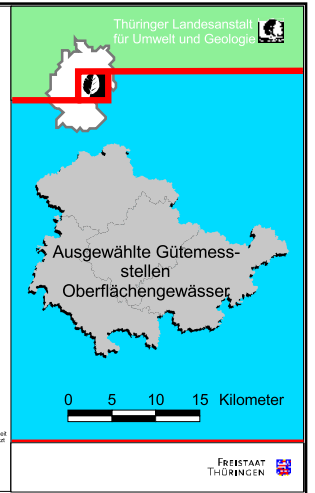 Thüringer Landesanstalt
für Umwelt und Geologie
Ausgewählte Gütemess-
stellen
Oberflächengewässer
0 5 10 15 Kilometer
FREISTAAT
THÜRINGEN